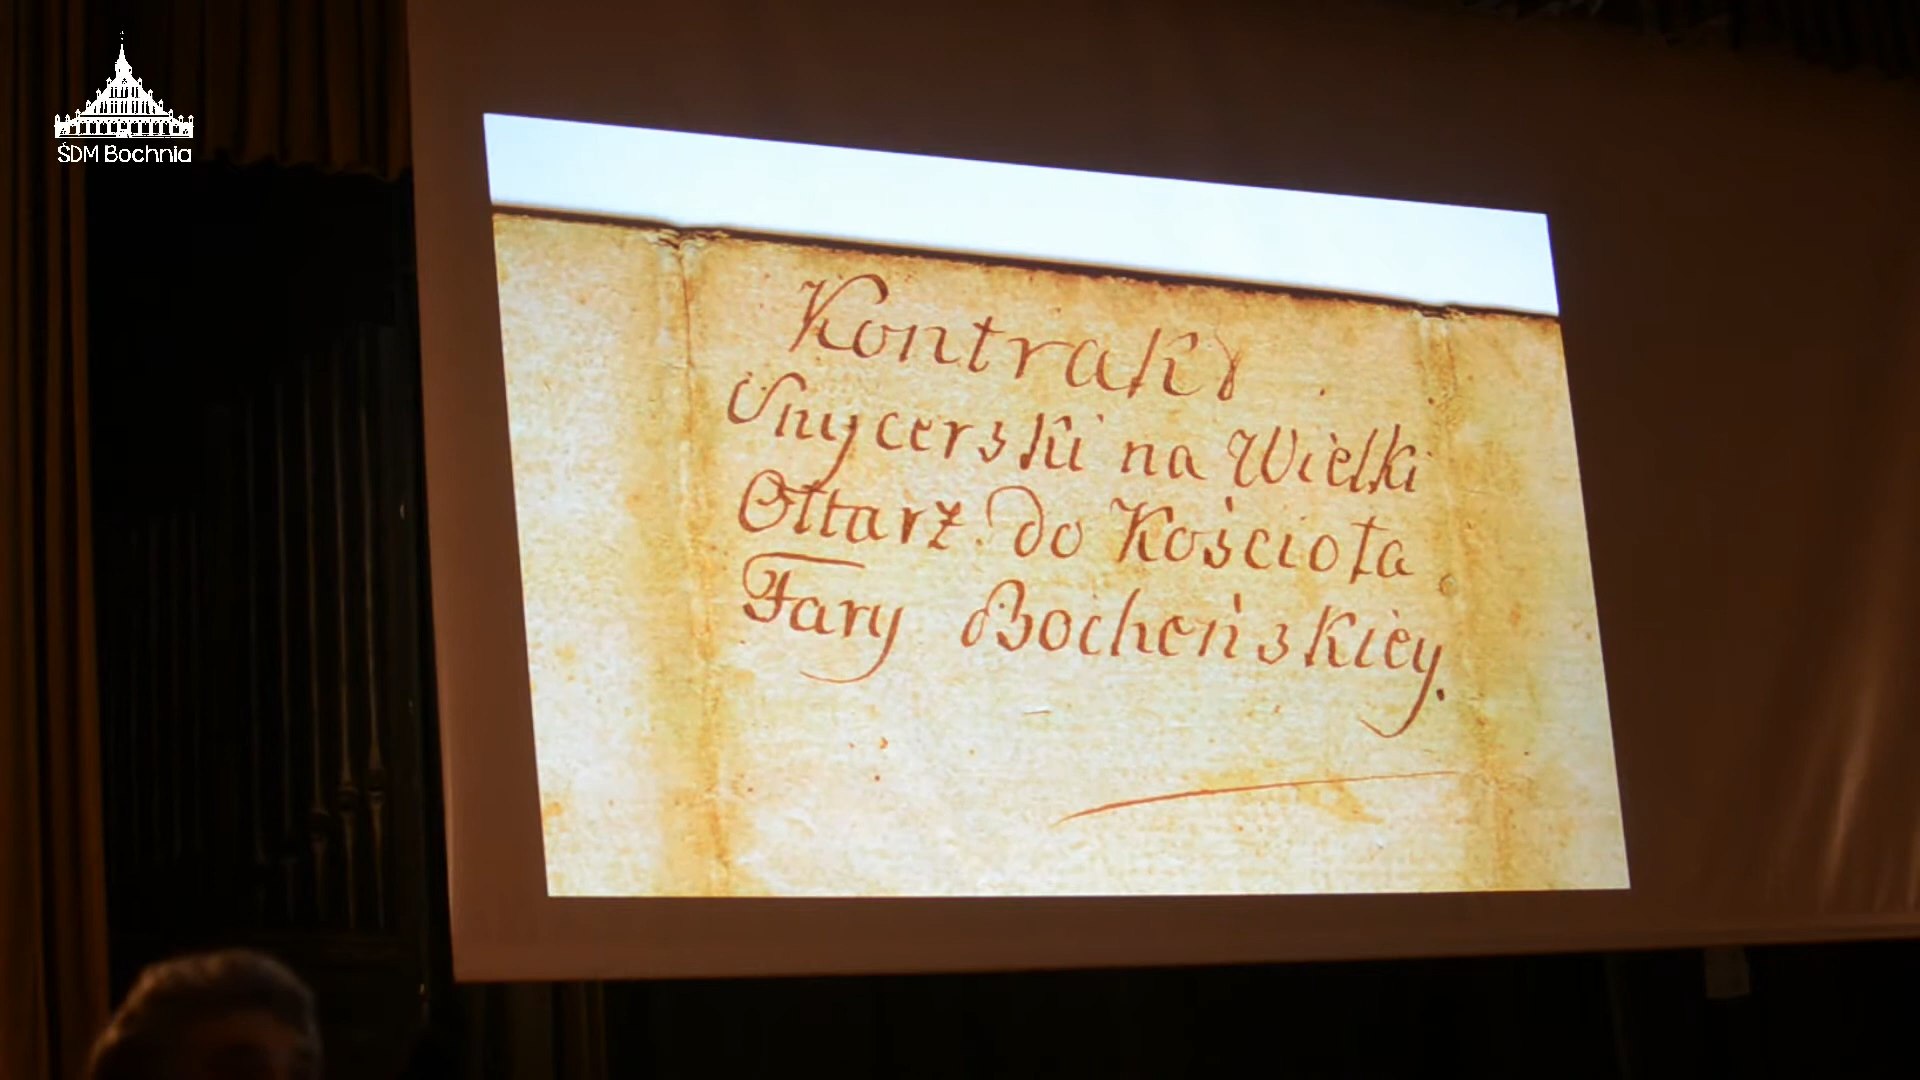 ŚDM Bochnia
Kontrakt
Snycerski na Wielki
Ołtarz do Kościoła
Fary Bocheńskiey.